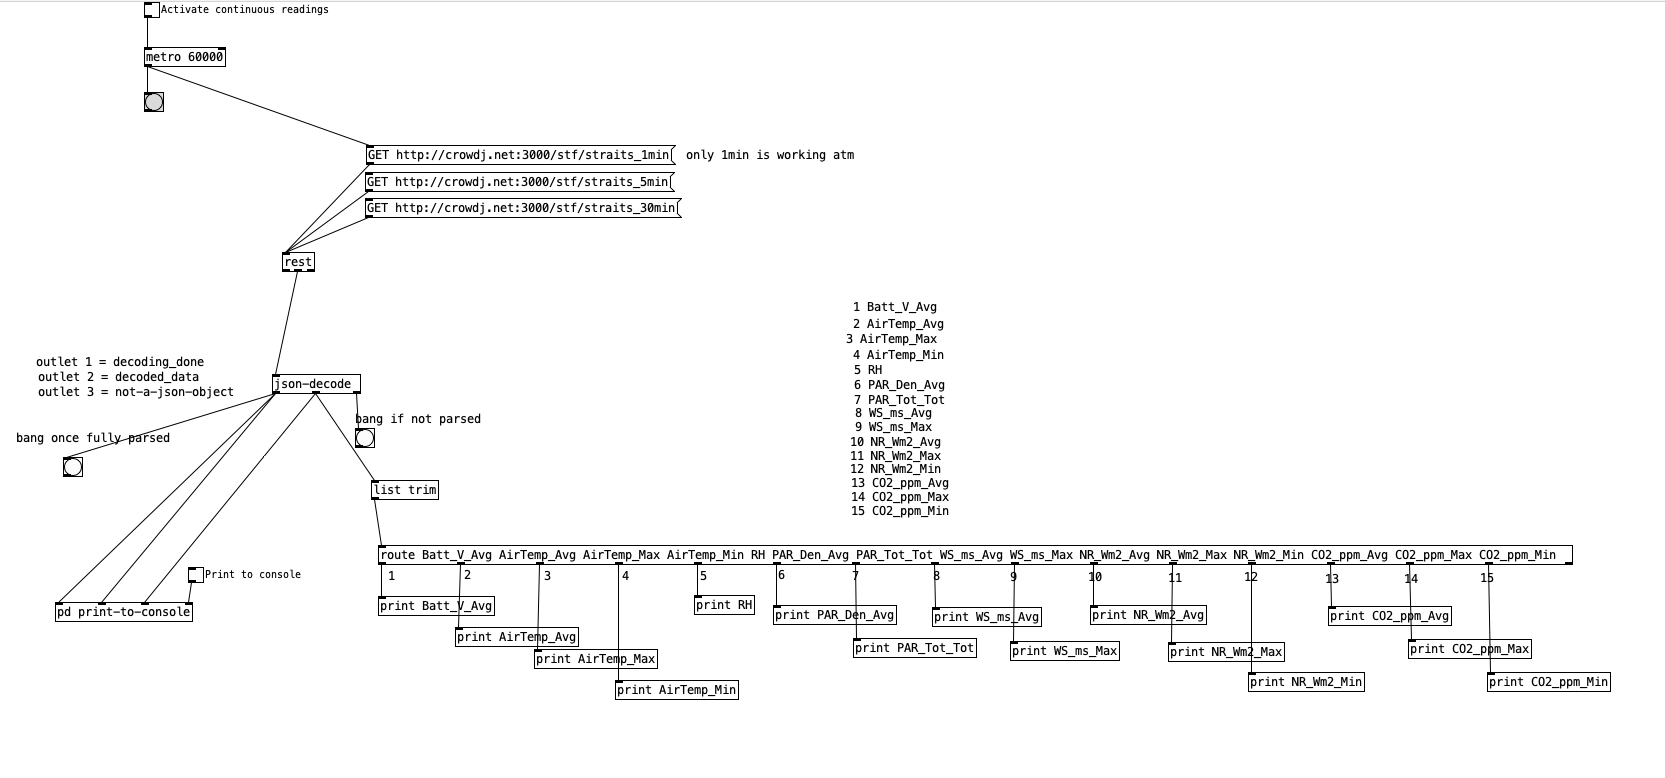 Activate continuous readings
metro 60000
GET http://crowdj.net:3000/stf/straits_1min
only 1min is working atm
GET http://crowdj.net:3000/stf/straits_5min
GET http://crowdj.net:3000/stf/straits_30min
rest
1 Batt_V_Avg
2 AirTemp_Avg
3 AirTemp_Max
4 AirTemp_Min
5 RH
6 PAR_Den_Avg
7 PAR_Tot_Tot
8 WS_ms_Avg
9 WS_ms_Max
10 NR_Wm2_Avg
11 NR_Wm2_Max
12 NR_Wm2_Min
13 CO2_ppm_Avg
14 CO2_ppm_Max
15 CO2_ppm_Min
outlet 1 = decoding_done
outlet 2 = decoded_data
outlet 3 = not-a-json-object
json-decode
bang if not parsed
bang once fully parsed
list trim
route Batt_V_Avg AirTemp_Avg AirTemp_Max AirTemp_Min RH PAR_Den_Avg PAR_Tot_Tot WS_ms_Avg WS_ms_Max NR_Wm2_Avg NR_Wm2_Max NR_Wm2_Min CO2_ppm_Avg CO2_ppm_Max CO2_ppm_Min
1 2 3 4 5 6 7 8 9 10 11 12 13 14 15
Print to console
pd print-to-console
print Batt_V_Avg
print AirTemp_Avg
print AirTemp_Max
print AirTemp_Min
print RH
print PAR_Den_Avg
print PAR_Tot_Tot
print WS_ms_Avg
print WS_ms_Max
print NR_Wm2_Avg
print NR_Wm2_Max
print NR_Wm2_Min
print CO2_ppm_Avg
print CO2_ppm_Max
print CO2_ppm_Min